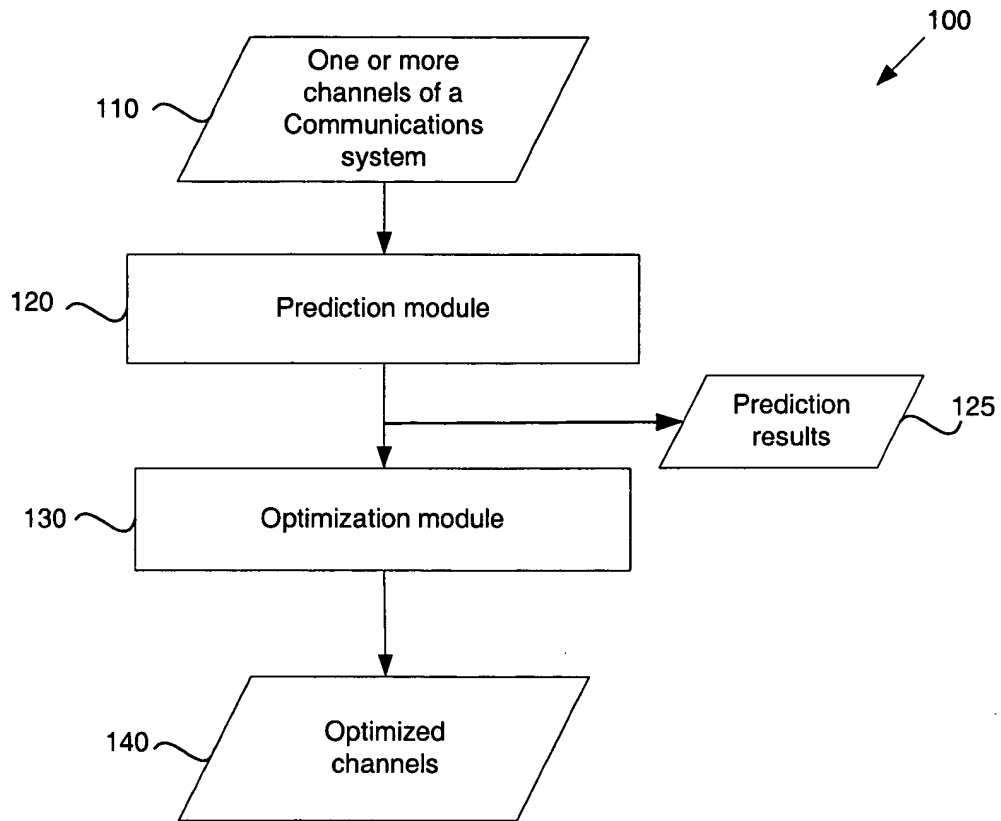 100
One or more
channels of a
Communications
system
110
Prediction module
120
Prediction
results
125
Optimization module
130
Optimized
channels
140